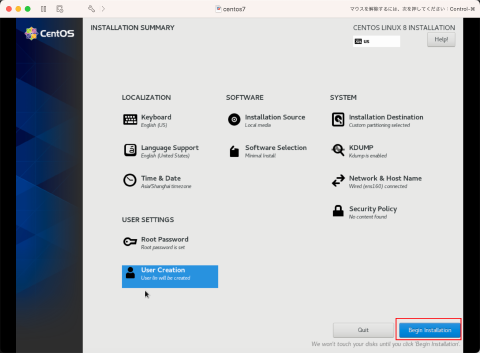 centos7
マウスを解除するには、次を押してください：Control-⌘
CentOS
INSTALLATION SUMMARY
CENTOS LINUX 8 INSTALLATION
us
Help!
LOCALIZATION
SOFTWARE
SYSTEM
Keyboard
English (US)
Installation Source
Local media
Installation Destination
Custom partitioning selected
Language Support
English (United States)
Software Selection
Minimal Install
KDUMP
Kdump is enabled
Time & Date
Asia/Shanghai timezone
Network & Host Name
Wired (ens160) connected
USER SETTINGS
Security Policy
No content found
Root Password
Root password is set
User Creation
will be created
Quit
Begin Installation
We won't touch your disks until you click 'Begin Installation'.